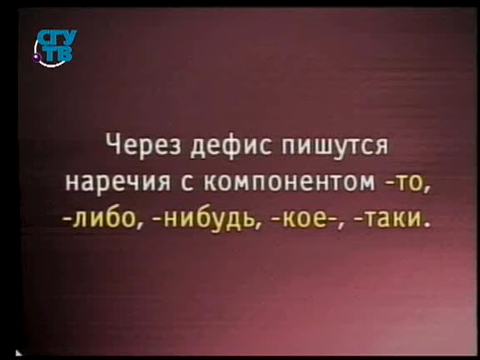 СГУ
ТВ
Через дефис пишутся
наречия с компонентом -то,
-либо, -нибудь, -кое-, -таки.